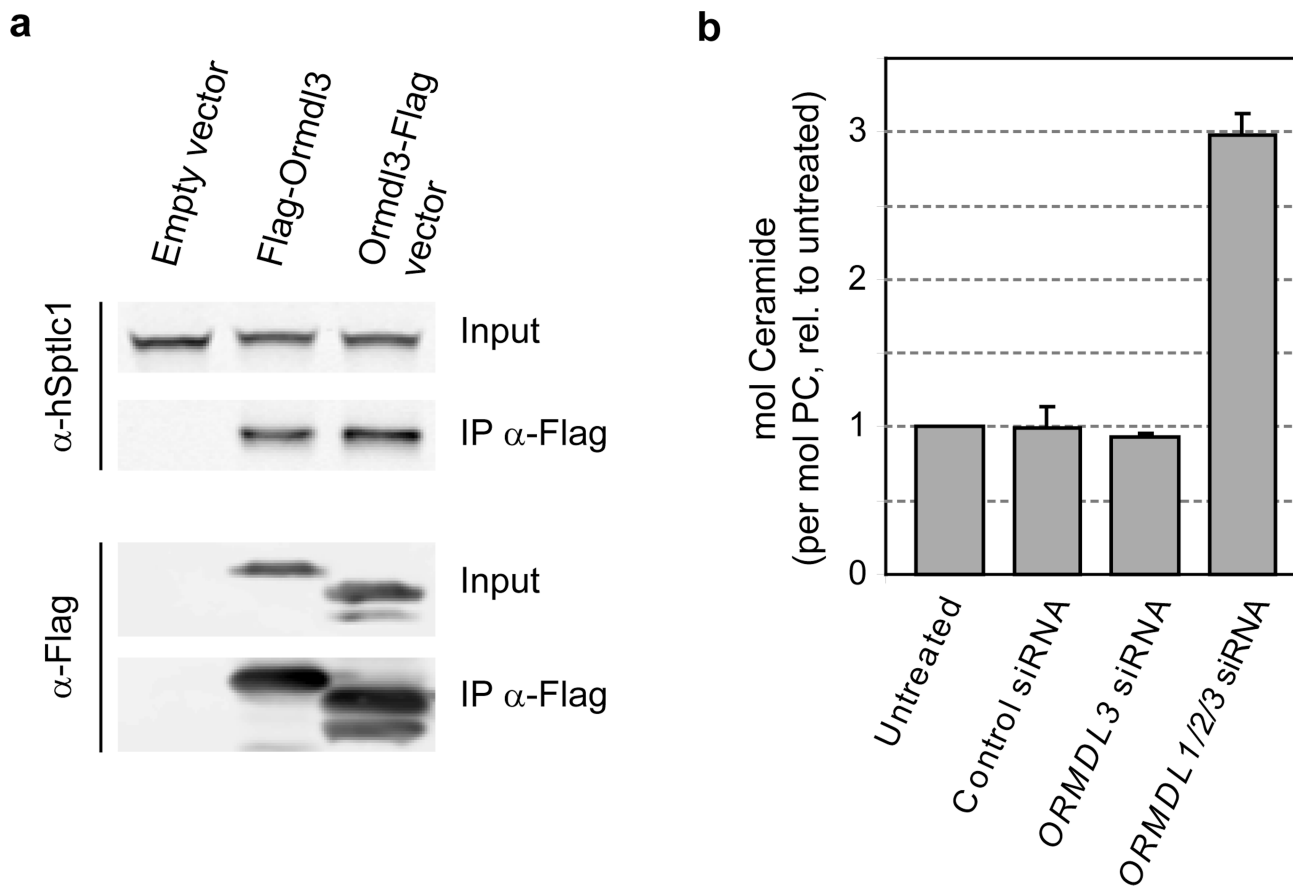 a
Empty vector
Flag-Ormdl3
Ormdl3-Flag
vector
α-hSptlc1
Input
IP α-Flag
α-Flag
Input
IP α-Flag
b
mol Ceramide
(per mol PC, rel. to untreated)
3
2
1
0
Untreated
Control siRNA
ORMDL3 siRNA
ORMDL1/2/3 siRNA